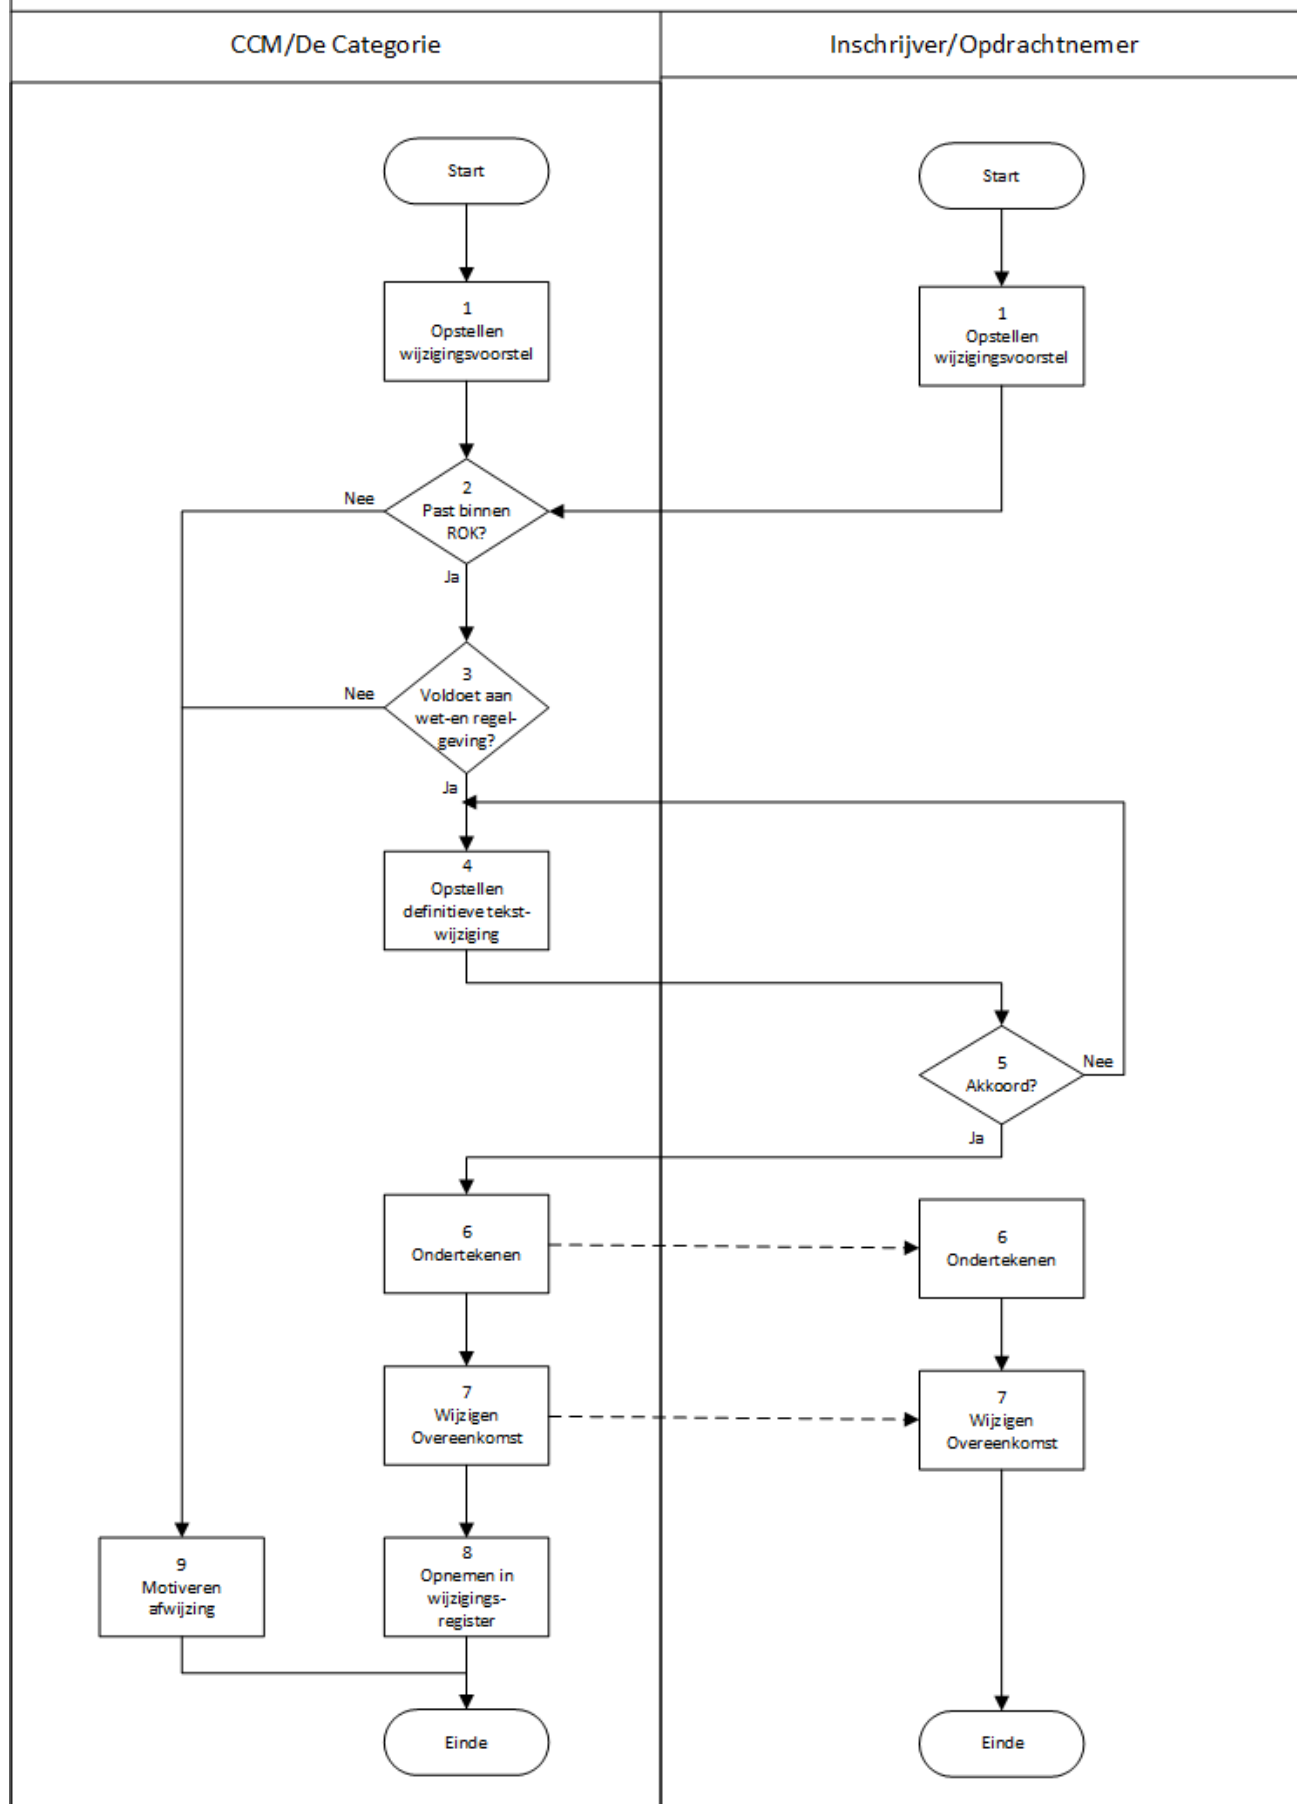 CCM/De Categorie
Inschrijver/Opdrachtnemer
Start
Start
1
Opstellen
wijzigingsvoorstel
1
Opstellen
wijzigingsvoorstel
2
Past binnen
ROK?
Nee
Ja
3
Voldoet aan
wet-en regel-
geving?
Nee
Ja
4
Opstellen
definitieve tekst-
wijziging
5
Akkoord?
Nee
Ja
6
Ondertekenen
6
Ondertekenen
7
Wijzigen
Overeenkomst
7
Wijzigen
Overeenkomst
9
Motiveren
afwijzing
8
Opnemen in
wijzigings-
register
Einde
Einde